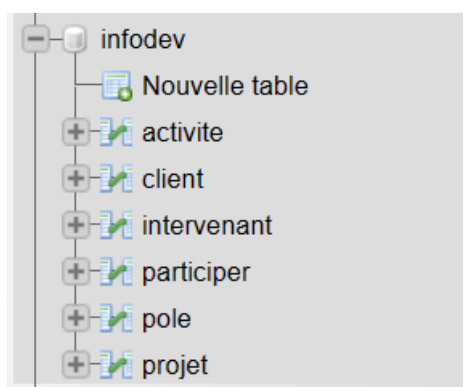 infodev
Nouvelle table
activite
client
intervenant
participer
pole
projet